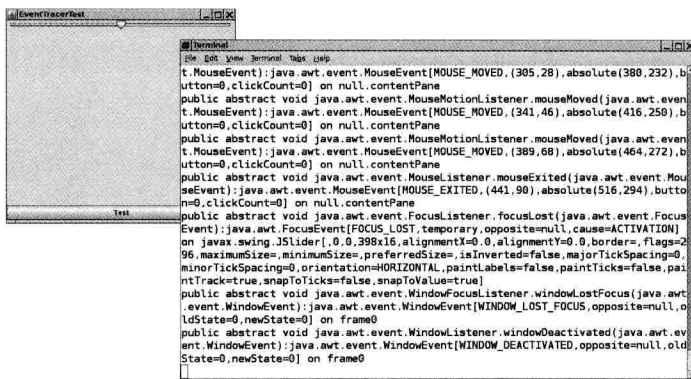 EventTracerTest
Test
Terminal
File Edit View Terminal Tabs Help
t.MouseEvent):java.awt.event.MouseEvent[MOUSE_MOVED,(305,28),absolute(380,232),b
utton=0,clickCount=0] on null.contentPane
public abstract void java.awt.event.MouseMotionListener.mouseMoved(java.awt.even
t.MouseEvent):java.awt.event.MouseEvent[MOUSE_MOVED,(341,46),absolute(416,250),b
utton=0,clickCount=0] on null.contentPane
public abstract void java.awt.event.MouseMotionListener.mouseMoved(java.awt.even
t.MouseEvent):java.awt.event.MouseEvent[MOUSE_MOVED,(389,68),absolute(464,272),b
utton=0,clickCount=0] on null.contentPane
public abstract void java.awt.event.MouseListener.mouseExited(java.awt.event.Mou
seEvent):java.awt.event.MouseEvent[MOUSE_EXITED,(441,90),absolute(516,294),butto
n=0,clickCount=0] on null.contentPane
public abstract void java.awt.event.FocusListener.focusLost(java.awt.event.Focus
Event):java.awt.event.FocusEvent[FOCUS_LOST,temporary,opposite=null,cause=ACTIVATION]
on javax.swing.JSlider[,0,0,398x16,alignmentX=0.0,alignmentY=0.0,border=,flags=2
96,maximumSize=,minimumSize=,preferredSize=,isInverted=false,majorTickSpacing=0,
minorTickSpacing=0,orientation=HORIZONTAL,paintLabels=false,paintTicks=false,pai
ntTrack=true,snapToTicks=false,snapToValue=true]
public abstract void java.awt.event.WindowFocusListener.windowLostFocus(java.awt
.event.WindowEvent):java.awt.event.WindowEvent[WINDOW_LOST_FOCUS,opposite=null,o
ldState=0,newState=0] on frame0
public abstract void java.awt.event.WindowListener.windowDeactivated(java.awt.ev
ent.WindowEvent):java.awt.event.WindowEvent[WINDOW_DEACTIVATED,opposite=null,old
State=0,newState=0] on frame0